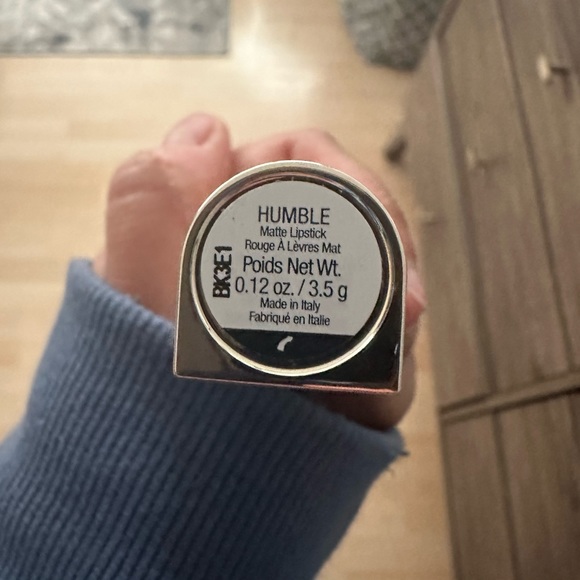 HUMBLE
Matte Lipstick
Rouge À Lèvres Mat
Poids Net Wt.
0.12 oz. / 3.5 g
Made in Italy
Fabriqué en Italie
BK3E1